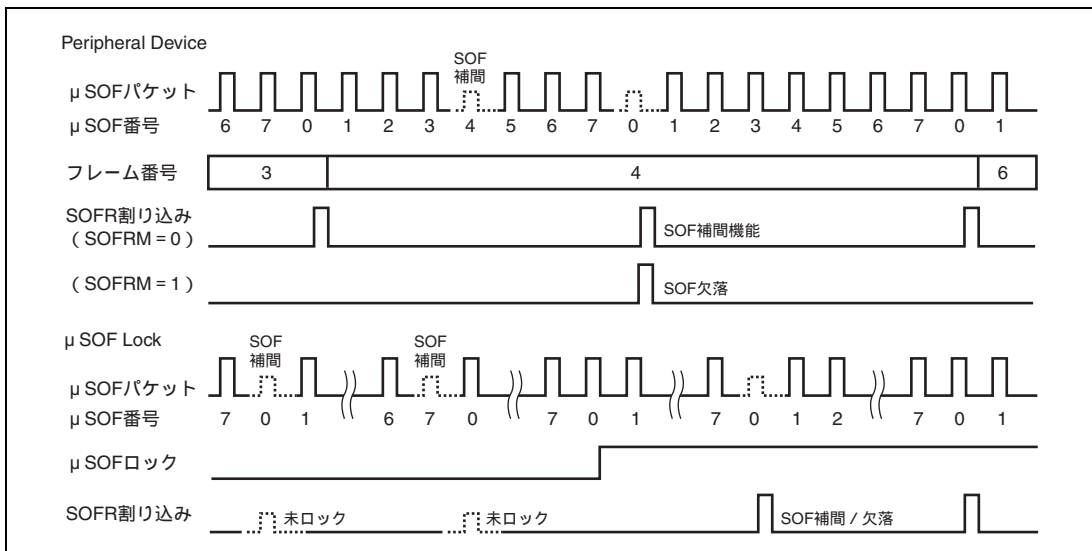 Peripheral Device
SOF
補間
μ SOFパケット
μ SOF番号 6 7 0 1 2 3 4 5 6 7 0 1 2 3 4 5 6 7 0 1
フレーム番号 3 4 6
SOFR割り込み
( SOFRM = 0 )
SOF補間機能
( SOFRM = 1 )
SOF欠落
μ SOF Lock
SOF
補間
SOF
補間
μ SOFパケット
μ SOF番号 7 0 1 6 7 0 7 0 1 7 0 1 2 7 0 1
μ SOFロック
SOFR割り込み 未ロック 未ロック SOF補間 / 欠落